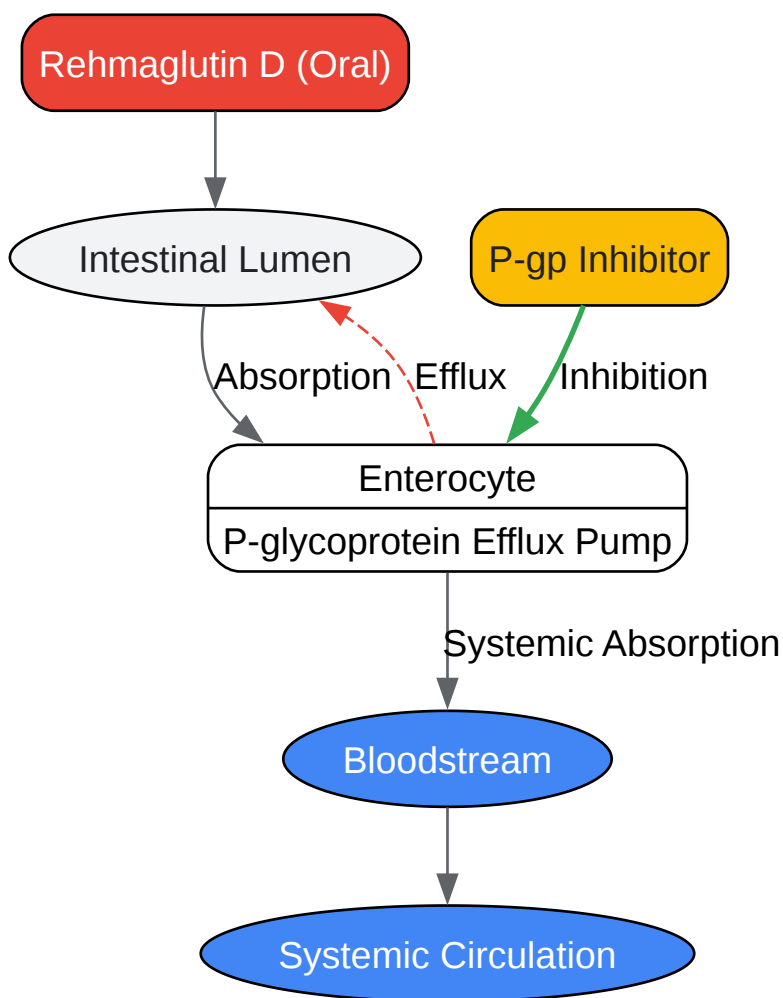 Rehmaglutin D (Oral)
Intestinal Lumen
P-gp Inhibitor
Absorption
Efflux
Inhibition
Enterocyte
P-glycoprotein Efflux Pump
Systemic Absorption
Bloodstream
Systemic Circulation